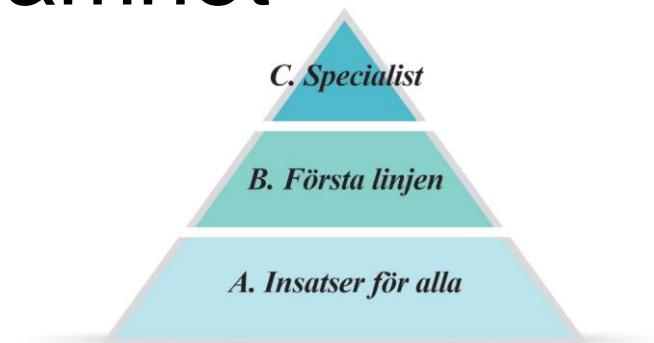 C. Specialist
B. Första linjen
A. Insatser för alla